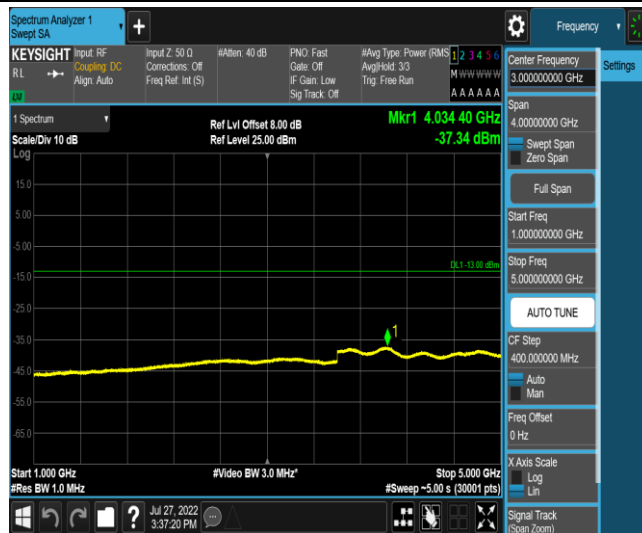 Spectrum Analyzer 1
Swept SA
Frequency
KEYSIGHT
RL
Input: RF
Coupling: DC
Align: Auto
Input Z: 50 Ω
Corrections: Off
Freq Ref: Int (S)
#Atten: 40 dB
PNO: Fast
Gate: Off
IF Gain: Low
Sig Track: Off
#Avg Type: Power (RMS
Avg|Hold: 3/3
Trig: Free Run
1 2 3 4 5 6
M W W W W W
A A A A A A
1 Spectrum
Scale/Div 10 dB
Log
Ref Lvl Offset 8.00 dB
Ref Level 25.00 dBm
Mkr1 4.034 40 GHz
-37.34 dBm
15.0
5.00
-5.00
-15.0
-25.0
-35.0
-45.0
-55.0
-65.0
DL1 -13.00 dBm
1
Start 1.000 GHz
#Res BW 1.0 MHz
#Video BW 3.0 MHz*
Stop 5.000 GHz
#Sweep ~5.00 s (30001 pts)
Jul 27, 2022
3:37:20 PM
?
Center Frequency
3.000000000 GHz
Settings
Span
4.00000000 GHz
Swept Span
Zero Span
Full Span
Start Freq
1.000000000 GHz
Stop Freq
5.000000000 GHz
AUTO TUNE
CF Step
400.000000 MHz
Auto
Man
Freq Offset
0 Hz
X Axis Scale
Log
Lin
Signal Track
(Span Zoom)